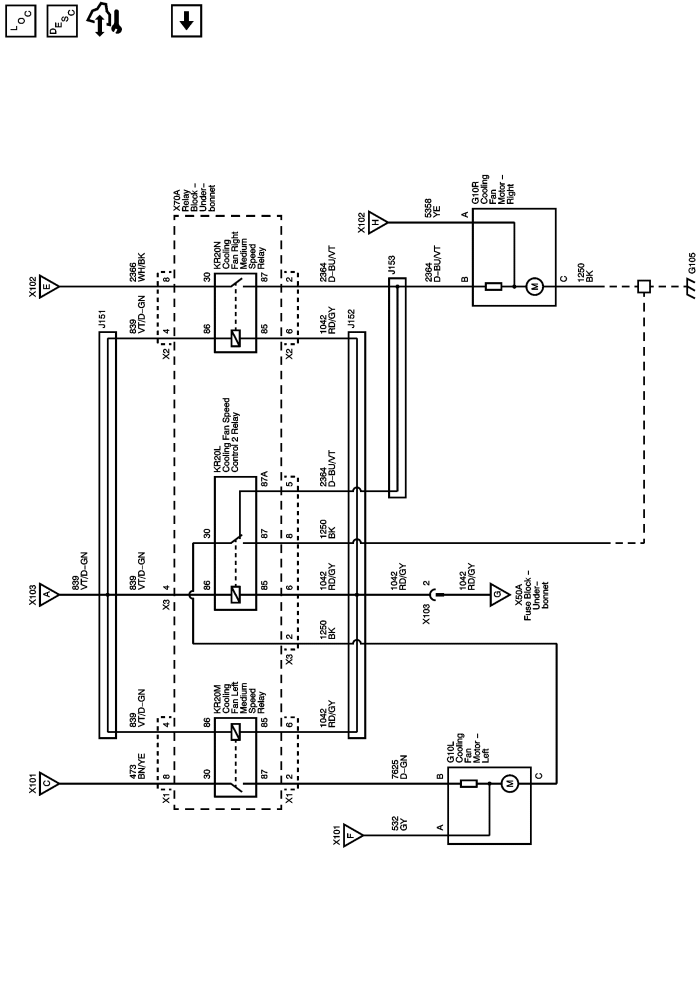 L O C
D E S C
X70A
Relay
Block –
Under–
bonnet
G10R
Cooling
Fan
Motor –
Right
X102
H
5358
YE
A
X102
E
2366
WH/BK
8
30
KR20N
Cooling
Fan Right
Medium
Speed
Relay
87
2
2364
D–BU/VT
J153
2364
D–BU/VT
B
M
C
1250
BK
G105
J151
839
VT/D–GN
4
X2
86
85
6
X2
1042
RD/GY
J152
KR20L
Cooling Fan Speed
Control 2 Relay
87A
5
2364
D–BU/VT
30
87
8
1250
BK
X103
A
839
VT/D–GN
839
VT/D–GN
4
X3
86
85
6
1042
RD/GY
1042
RD/GY
2
X103
1042
RD/GY
G
X50A
Fuse Block –
Under–
bonnet
2
X3
1250
BK
839
VT/D–GN
4
86
KR20M
Cooling
Fan Left
Medium
Speed
Relay
85
6
1042
RD/GY
X101
C
473
BN/YE
8
X1
30
87
2
X1
7625
D–GN
B
G10L
Cooling
Fan
Motor –
Left
M
C
X101
F
532
GY
A